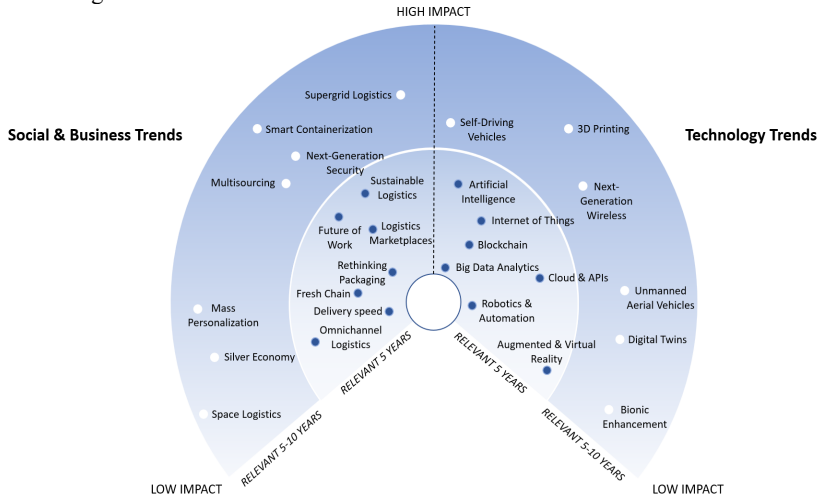 HIGH IMPACT
Social & Business Trends
Technology Trends
Supergrid Logistics
Smart Containerization
Next-Generation
Security
Multisourcing
Sustainable
Logistics
Future of
Work
Logistics
Marketplaces
Rethinking
Packaging
Fresh Chain
Delivery speed
Omnichannel
Logistics
Mass
Personalization
Silver Economy
Space Logistics
Self-Driving
Vehicles
3D Printing
Artificial
Intelligence
Next-
Generation
Wireless
Internet of Things
Blockchain
Big Data Analytics
Cloud & APIs
Robotics &
Automation
Augmented & Virtual
Reality
Unmanned
Aerial Vehicles
Digital Twins
Bionic
Enhancement
RELEVANT 5 YEARS
RELEVANT 5 YEARS
RELEVANT 5-10 YEARS
RELEVANT 5-10 YEARS
LOW IMPACT
LOW IMPACT